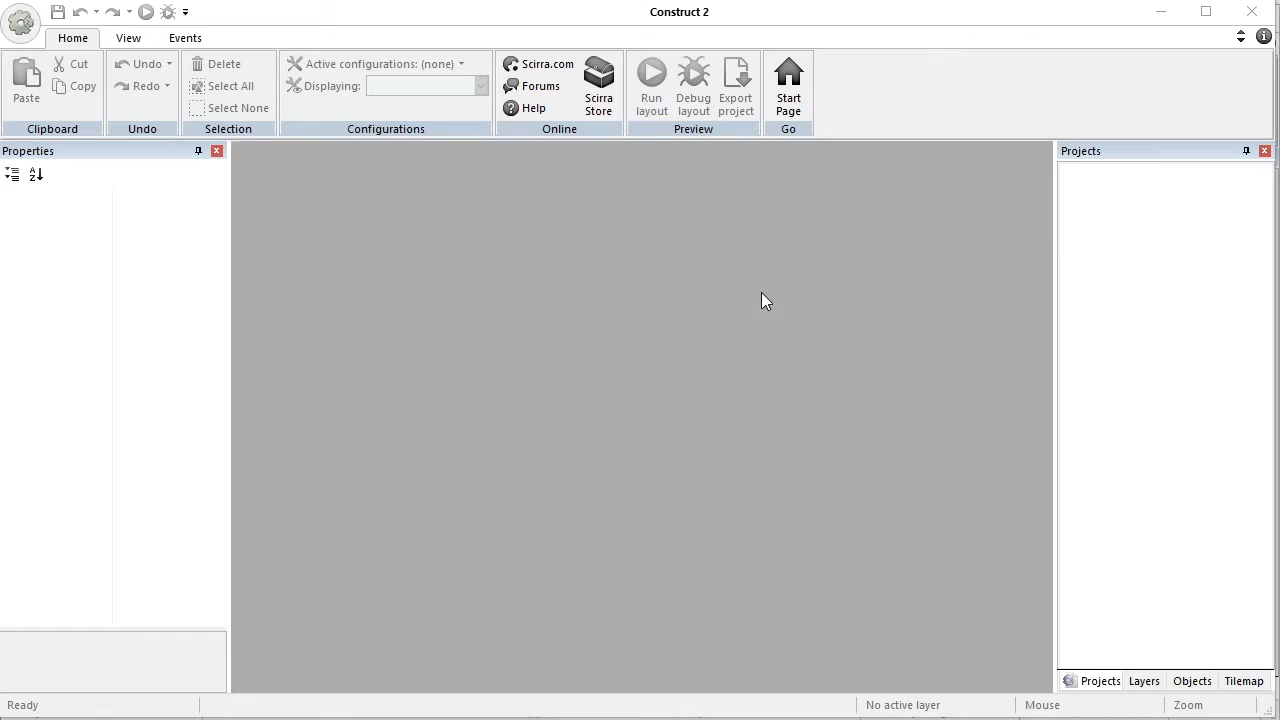 Construct 2
Home View Events
Paste
Cut
Copy
Clipboard
Undo
Redo
Undo
Delete
Select All
Select None
Selection
Active configurations: (none)
Displaying:
Configurations
Scirra.com
Forums
Help
Scirra
Store
Online
Run
layout
Debug
layout
Export
project
Preview
Start
Page
Go
Properties
Projects
Projects Layers Objects Tilemap
Ready
No active layer
Mouse
Zoom